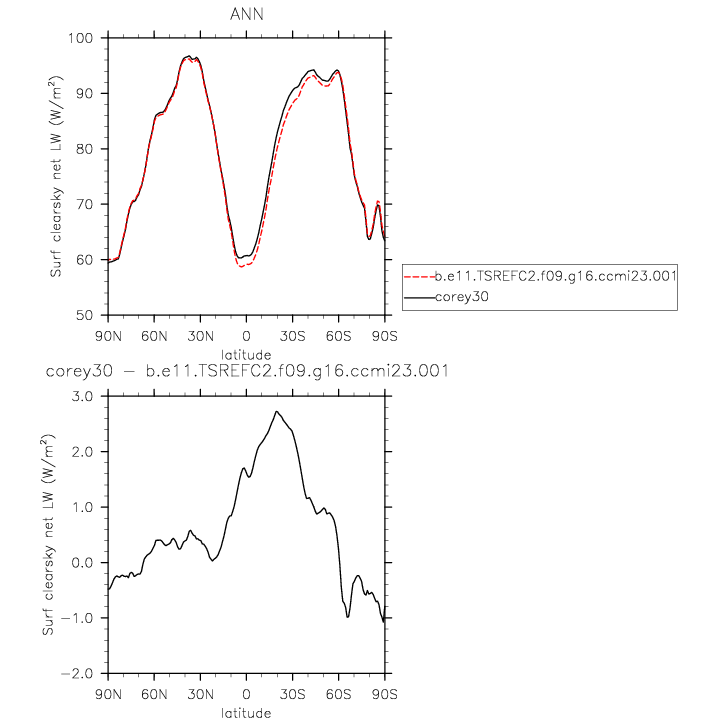 ANN
Surf clearsky net LW (W/m²)
100
90
80
70
60
50
90N 60N 30N 0 30S 60S 90S
latitude
b.e11.TSREFC2.f09.g16.ccmi23.001
corey30
corey30 − b.e11.TSREFC2.f09.g16.ccmi23.001
Surf clearsky net LW (W/m²)
3.0
2.0
1.0
0.0
−1.0
−2.0
90N 60N 30N 0 30S 60S 90S
latitude